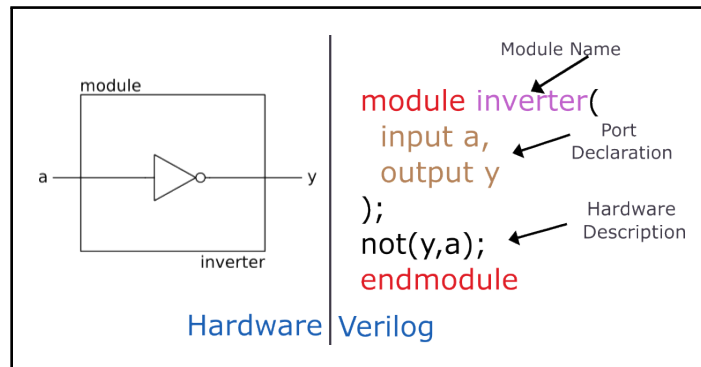 module
a
y
inverter
Hardware
Module Name
module inverter(
input a,
output y
Port
Declaration
);
not(y,a);
Hardware
Description
endmodule
Verilog